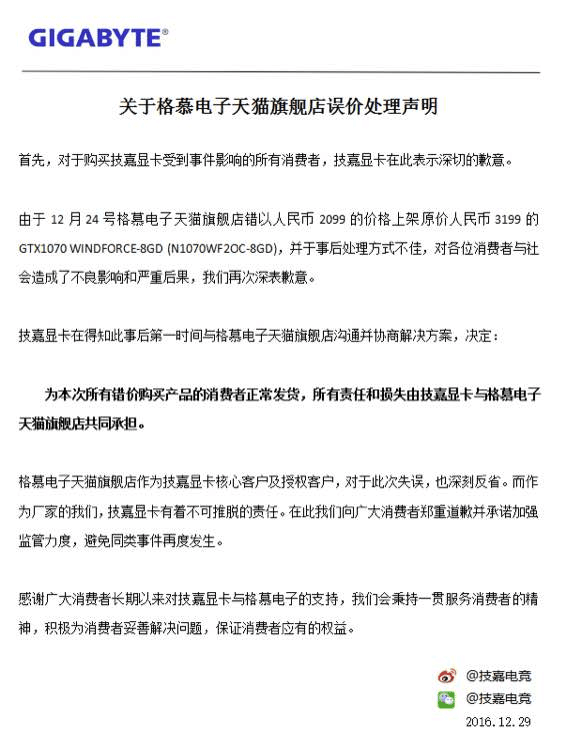 GIGABYTE®
关于格慕电子天猫旗舰店误价处理声明
首先，对于购买技嘉显卡受到事件影响的所有消费者，技嘉显卡在此表示深切的歉意。
由于 12 月 24 号格慕电子天猫旗舰店错以人民币 2099 的价格上架原价人民币 3199 的
GTX1070 WINDFORCE-8GD (N1070WF2OC-8GD)，并于事后处理方式不佳，对各位消费者与社
会造成了不良影响和严重后果，我们再次深表歉意。
技嘉显卡在得知此事后第一时间与格慕电子天猫旗舰店沟通并协商解决方案，决定：
为本次所有错价购买产品的消费者正常发货，所有责任和损失由技嘉显卡与格慕电子
天猫旗舰店共同承担。
格慕电子天猫旗舰店作为技嘉显卡核心客户及授权客户，对于此次失误，也深刻反省。而作
为厂家的我们，技嘉显卡有着不可推脱的责任。在此我们向广大消费者郑重道歉并承诺加强
监管力度，避免同类事件再度发生。
感谢广大消费者长期以来对技嘉显卡与格慕电子的支持，我们会秉持一贯服务消费者的精
神，积极为消费者妥善解决问题，保证消费者应有的权益。
@技嘉电竞
@技嘉电竞
2016.12.29